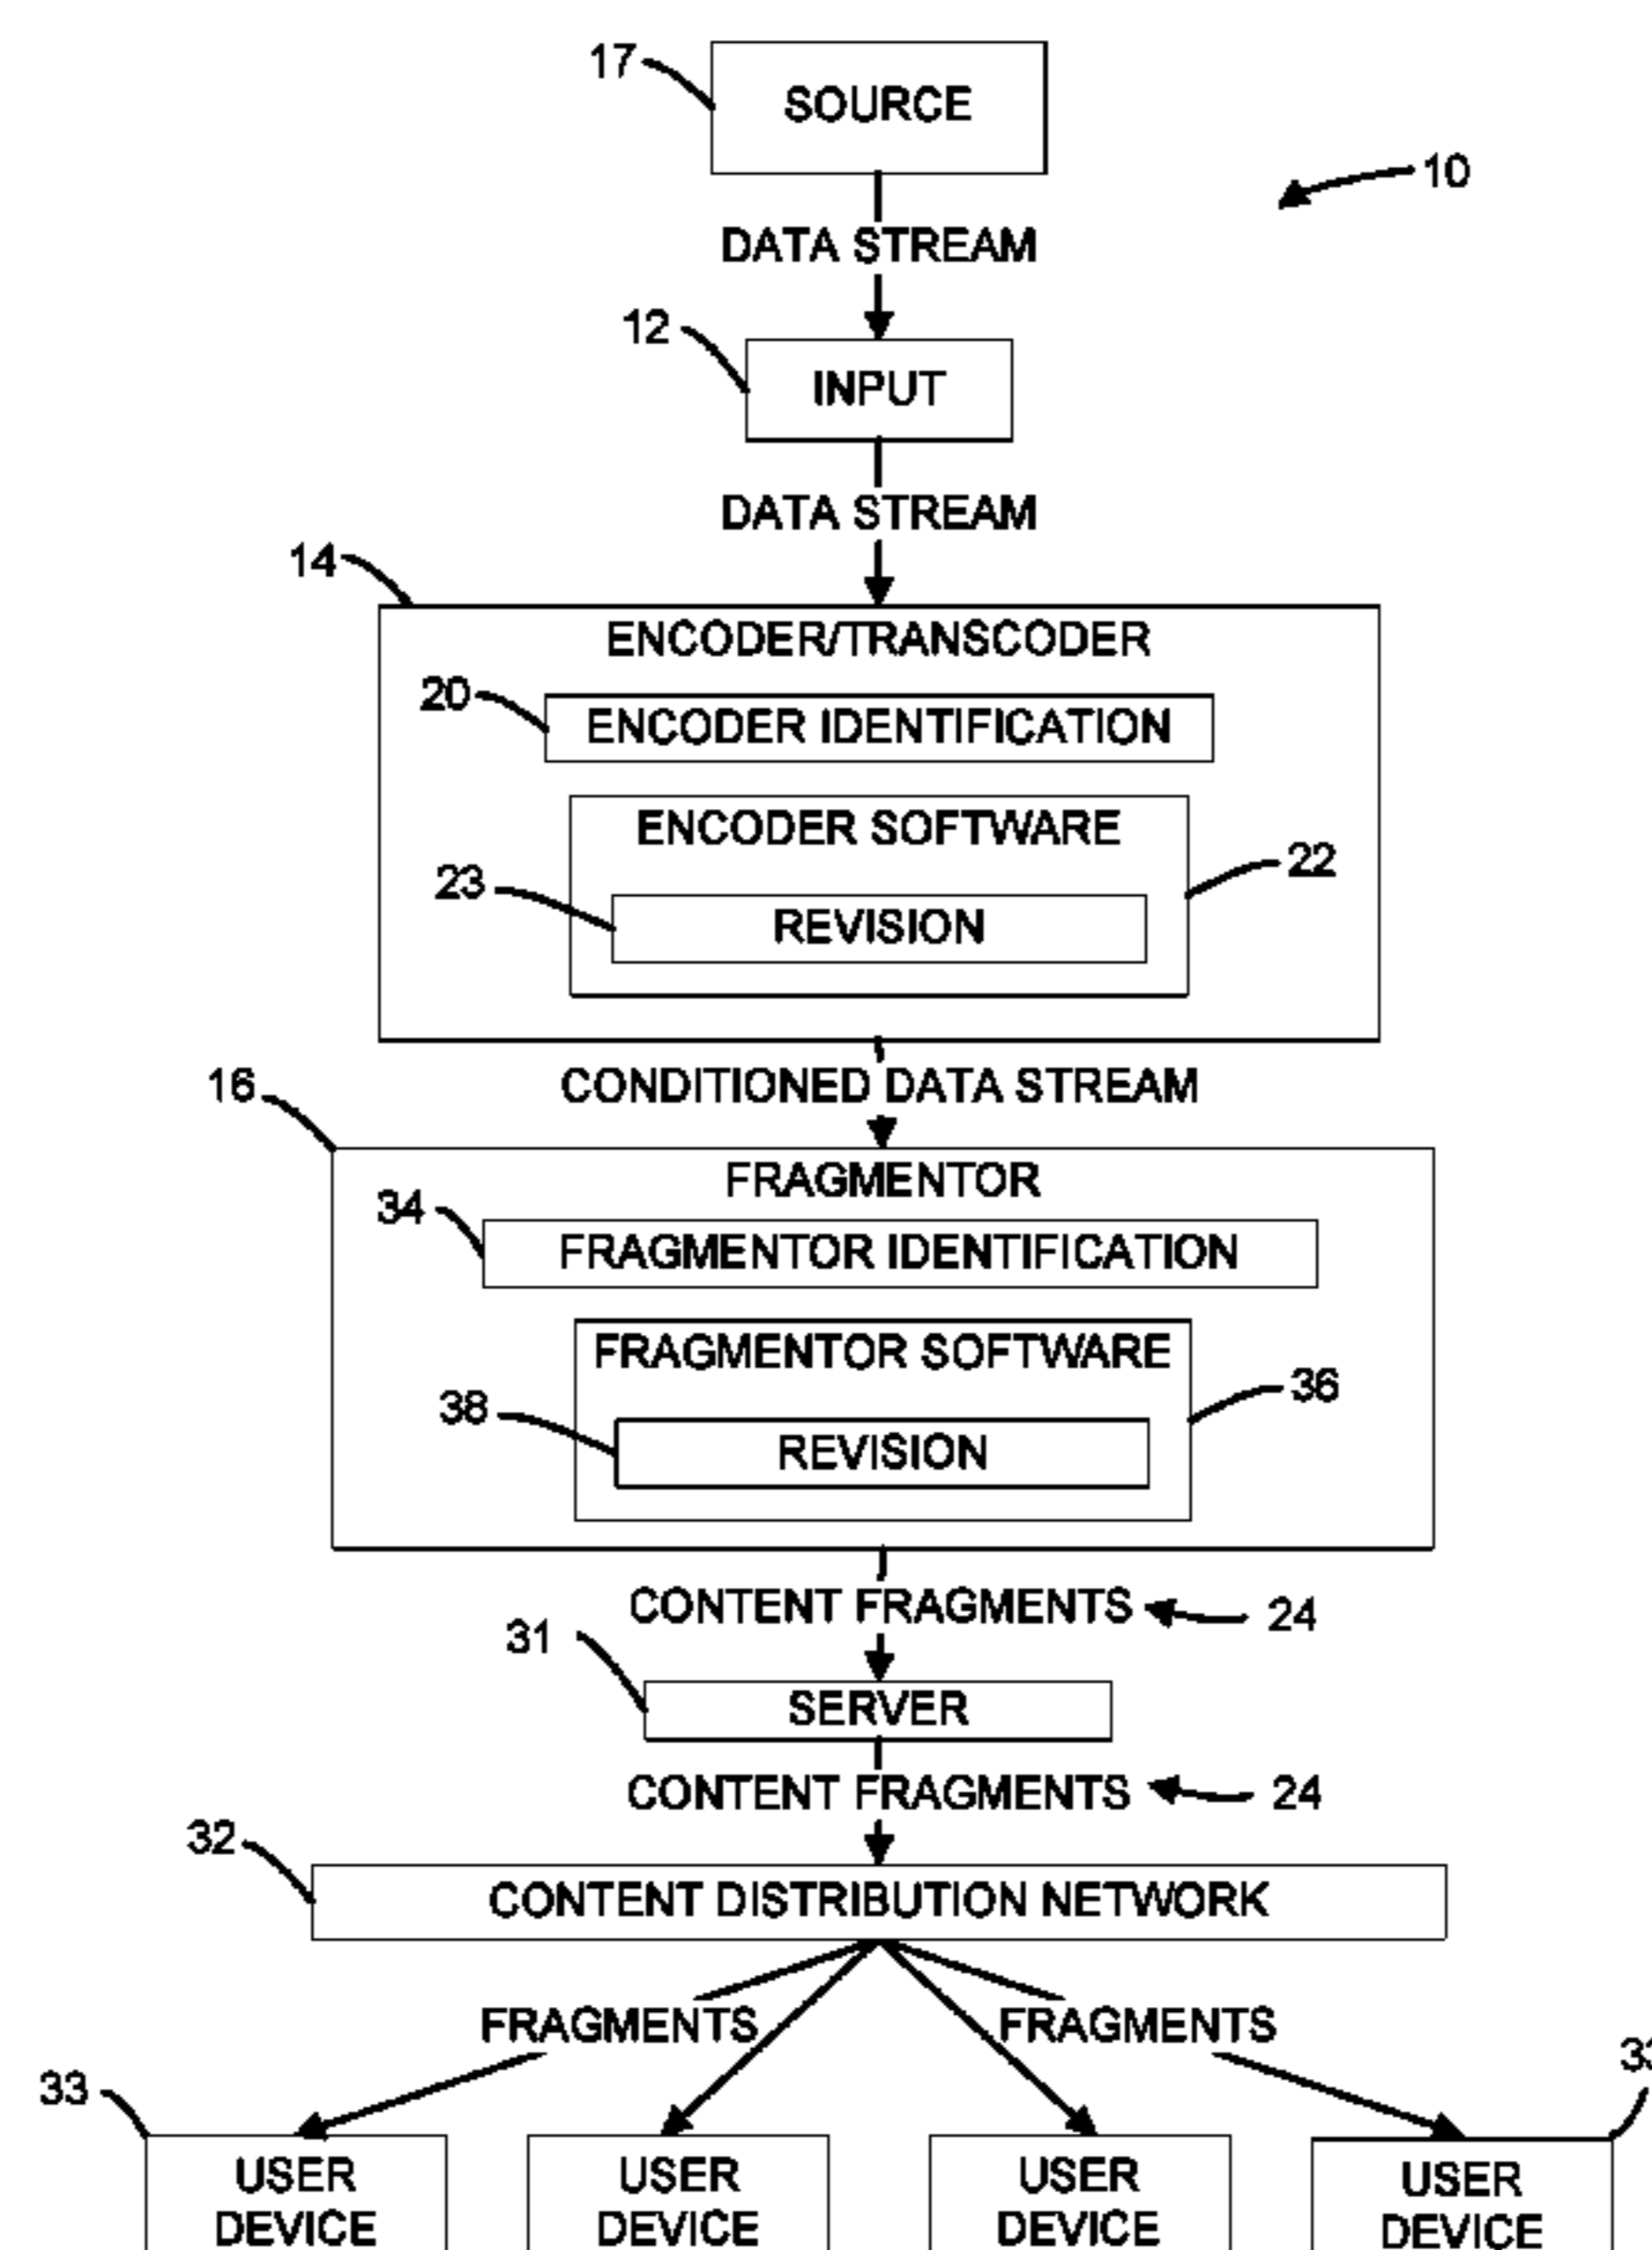 17
SOURCE
10
DATA STREAM
12
INPUT
DATA STREAM
14
ENCODER/TRANSCODER
20
ENCODER IDENTIFICATION
ENCODER SOFTWARE
22
23
REVISION
16
CONDITIONED DATA STREAM
FRAGMENTOR
34
FRAGMENTOR IDENTIFICATION
FRAGMENTOR SOFTWARE
36
38
REVISION
CONTENT FRAGMENTS
24
31
SERVER
CONTENT FRAGMENTS
24
32
CONTENT DISTRIBUTION NETWORK
FRAGMENTS
FRAGMENTS
33
USER
DEVICE
USER
DEVICE
USER
DEVICE
USER
DEVICE